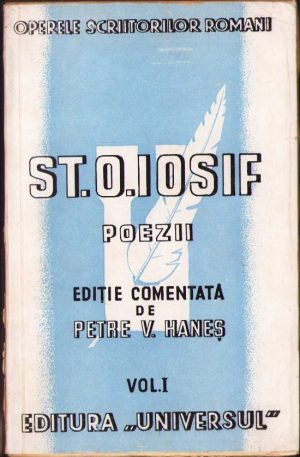 OPERELE SCRIITORILOR ROMANI
ST.O.IOSIF
POEZII
EDIȚIE COMENTATĂ
DE
PETRE V. HANEȘ
VOL.I
EDITURA „UNIVERSUL"